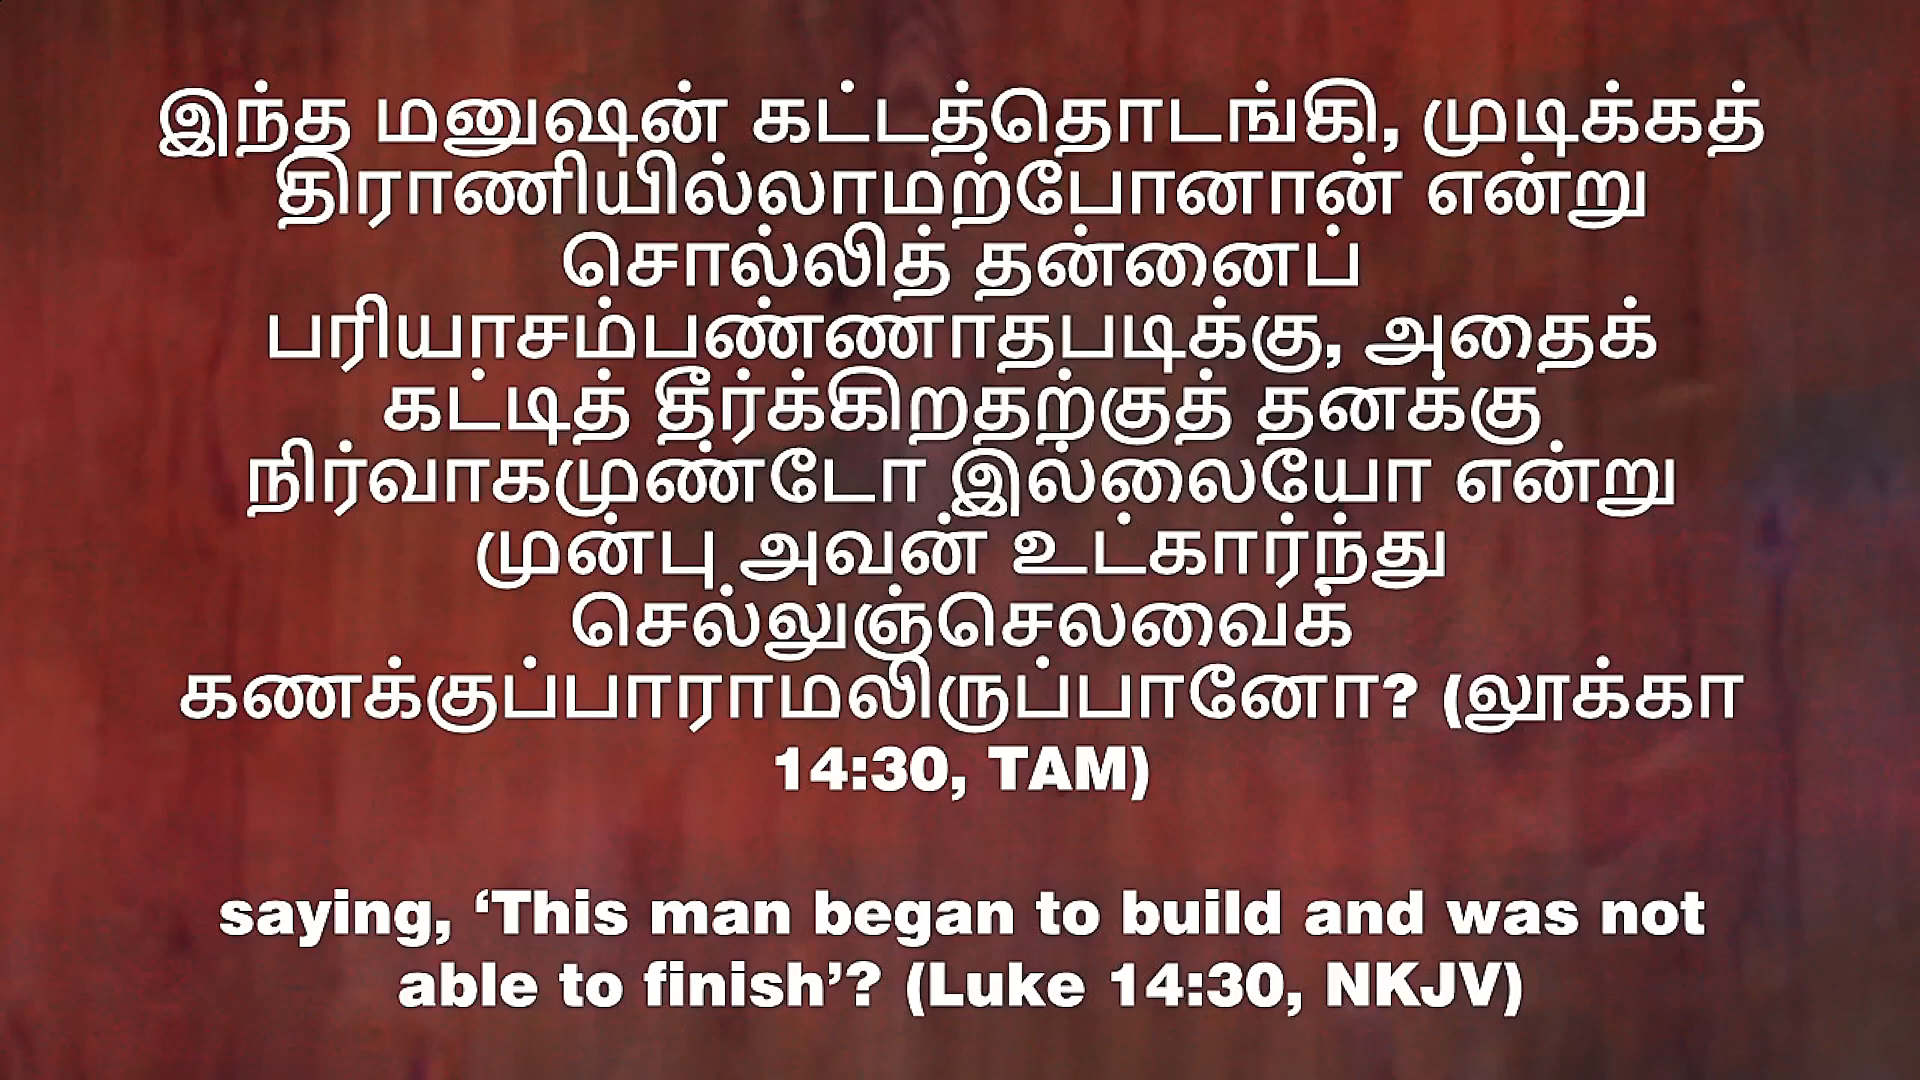 இந்த மனுஷன் கட்டத்தொடங்கி, முடிக்கத்
திராணியில்லாமற்போனான் என்று
சொல்லித் தன்னைப்
பரியாசம்பண்ணாதபடிக்கு, அதைக்
கட்டித் தீர்க்கிறதற்குத் தனக்கு
நிர்வாகமுண்டோ இல்லையோ என்று
முன்பு அவன் உட்கார்ந்து
செல்லுஞ்செலவைக்
கணக்குப்பாராமலிருப்பானோ? (லூக்கா
14:30, TAM)
saying, ‘This man began to build and was not
able to finish’? (Luke 14:30, NKJV)